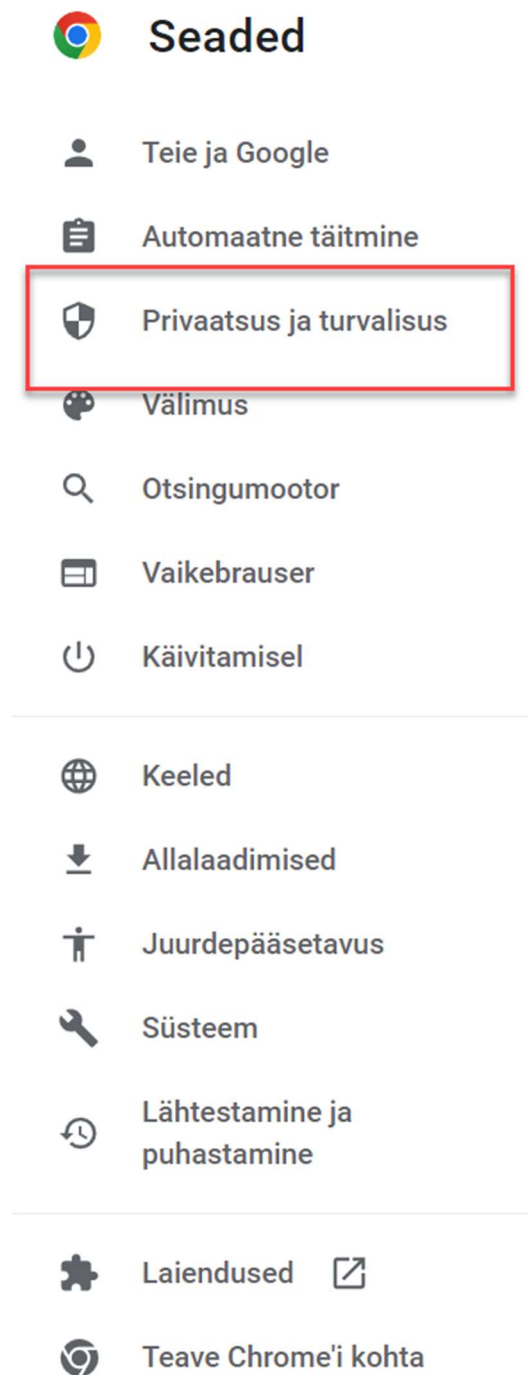 Seaded
Teie ja Google
Automaatne täitmine
Privaatsus ja turvalisus
Välimus
Otsingumootor
Vaikebrauser
Käivitamisel
Keeled
Allalaadimised
Juurdepääsetavus
Süsteem
Lähtestamine ja
puhastamine
Laiendused
Teave Chrome'i kohta